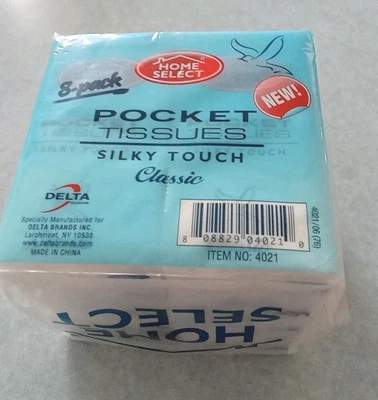 HOME
SELECT
8-pack
NEW!
POCKET
TISSUES
SILKY TOUCH
Classic
DELTA
Specially Manufactured for
DELTA BRANDS INC.
Larchmont, NY 10538
www.deltabrands.com
MADE IN CHINA
8 08829 04021 0
ITEM NO: 4021
4021/06 (76)
HOME
SELECT